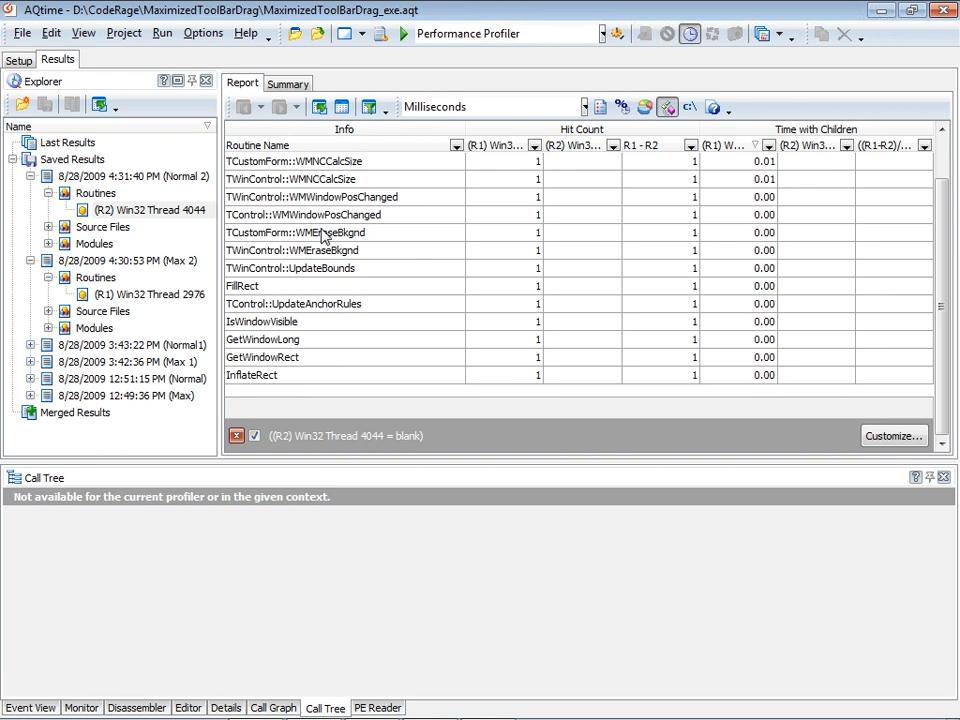 AQtime - D:\CodeRage\MaximizedToolBarDrag\MaximizedToolBarDrag_exe.aqt
File Edit View Project Run Options Help Performance Profiler
Setup Results
Explorer
Name
Last Results
Saved Results
8/28/2009 4:31:40 PM (Normal 2)
Routines
(R2) Win32 Thread 4044
Source Files
Modules
8/28/2009 4:30:53 PM (Max 2)
Routines
(R1) Win32 Thread 2976
Source Files
Modules
8/28/2009 3:43:22 PM (Normal1)
8/28/2009 3:42:36 PM (Max 1)
8/28/2009 12:51:15 PM (Normal)
8/28/2009 12:49:36 PM (Max)
Merged Results
Report Summary
Milliseconds
Info Hit Count Time with Children
Routine Name (R1) Win3... (R2) Win3... R1 - R2 (R1) W... (R2) Win3... ((R1-R2)/...
TCustomForm::WMNCCalcSize 1 1 0.01
TWinControl::WMNCCalcSize 1 1 0.01
TWinControl::WMWindowPosChanged 1 1 0.00
TControl::WMWindowPosChanged 1 1 0.00
TCustomForm::WMEraseBkgnd 1 1 0.00
TWinControl::WMEraseBkgnd 1 1 0.00
TWinControl::UpdateBounds 1 1 0.00
FillRect 1 1 0.00
TControl::UpdateAnchorRules 1 1 0.00
IsWindowVisible 1 1 0.00
GetWindowLong 1 1 0.00
GetWindowRect 1 1 0.00
InflateRect 1 1 0.00
((R2) Win32 Thread 4044 = blank) Customize...
Call Tree
Not available for the current profiler or in the given context.
Event View Monitor Disassembler Editor Details Call Graph Call Tree PE Reader